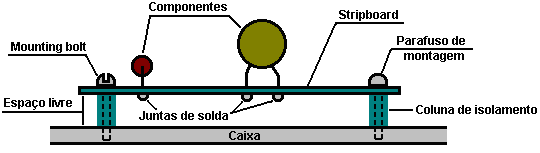 Componentes
Stripboard
Mounting bolt
Parafuso de
montagem
Espaço livre
Juntas de solda
Coluna de isolamento
Caixa